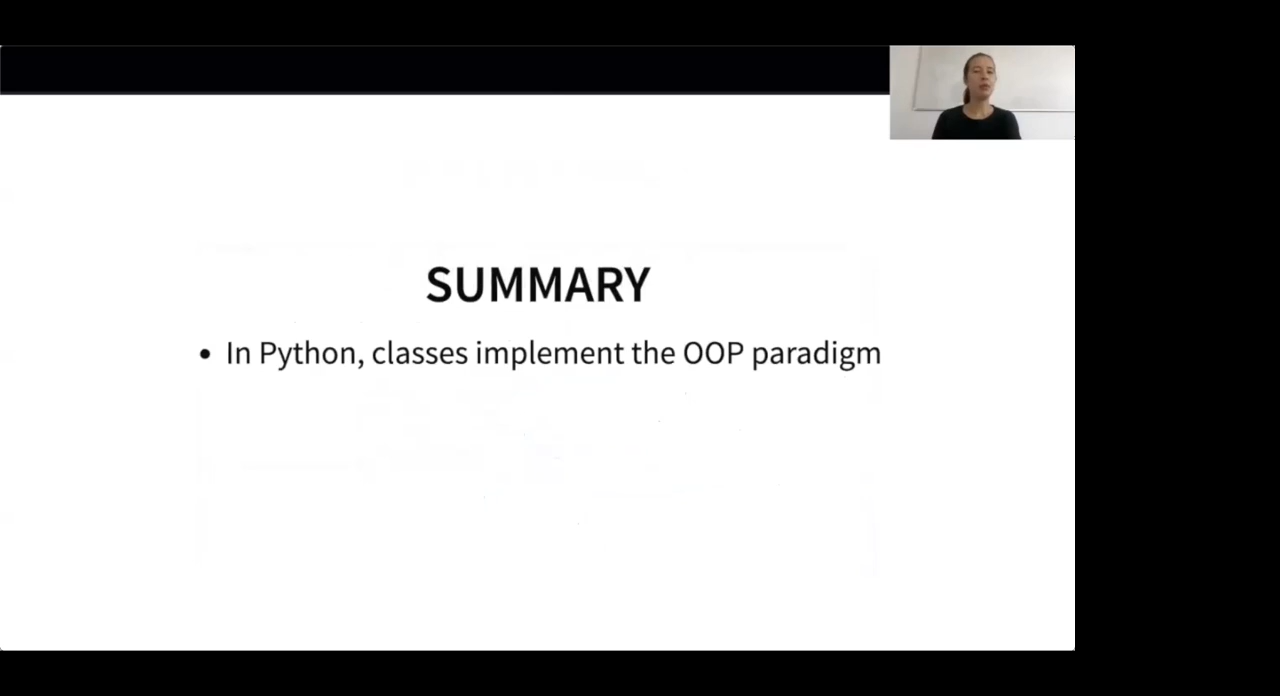 SUMMARY
• In Python, classes implement the OOP paradigm